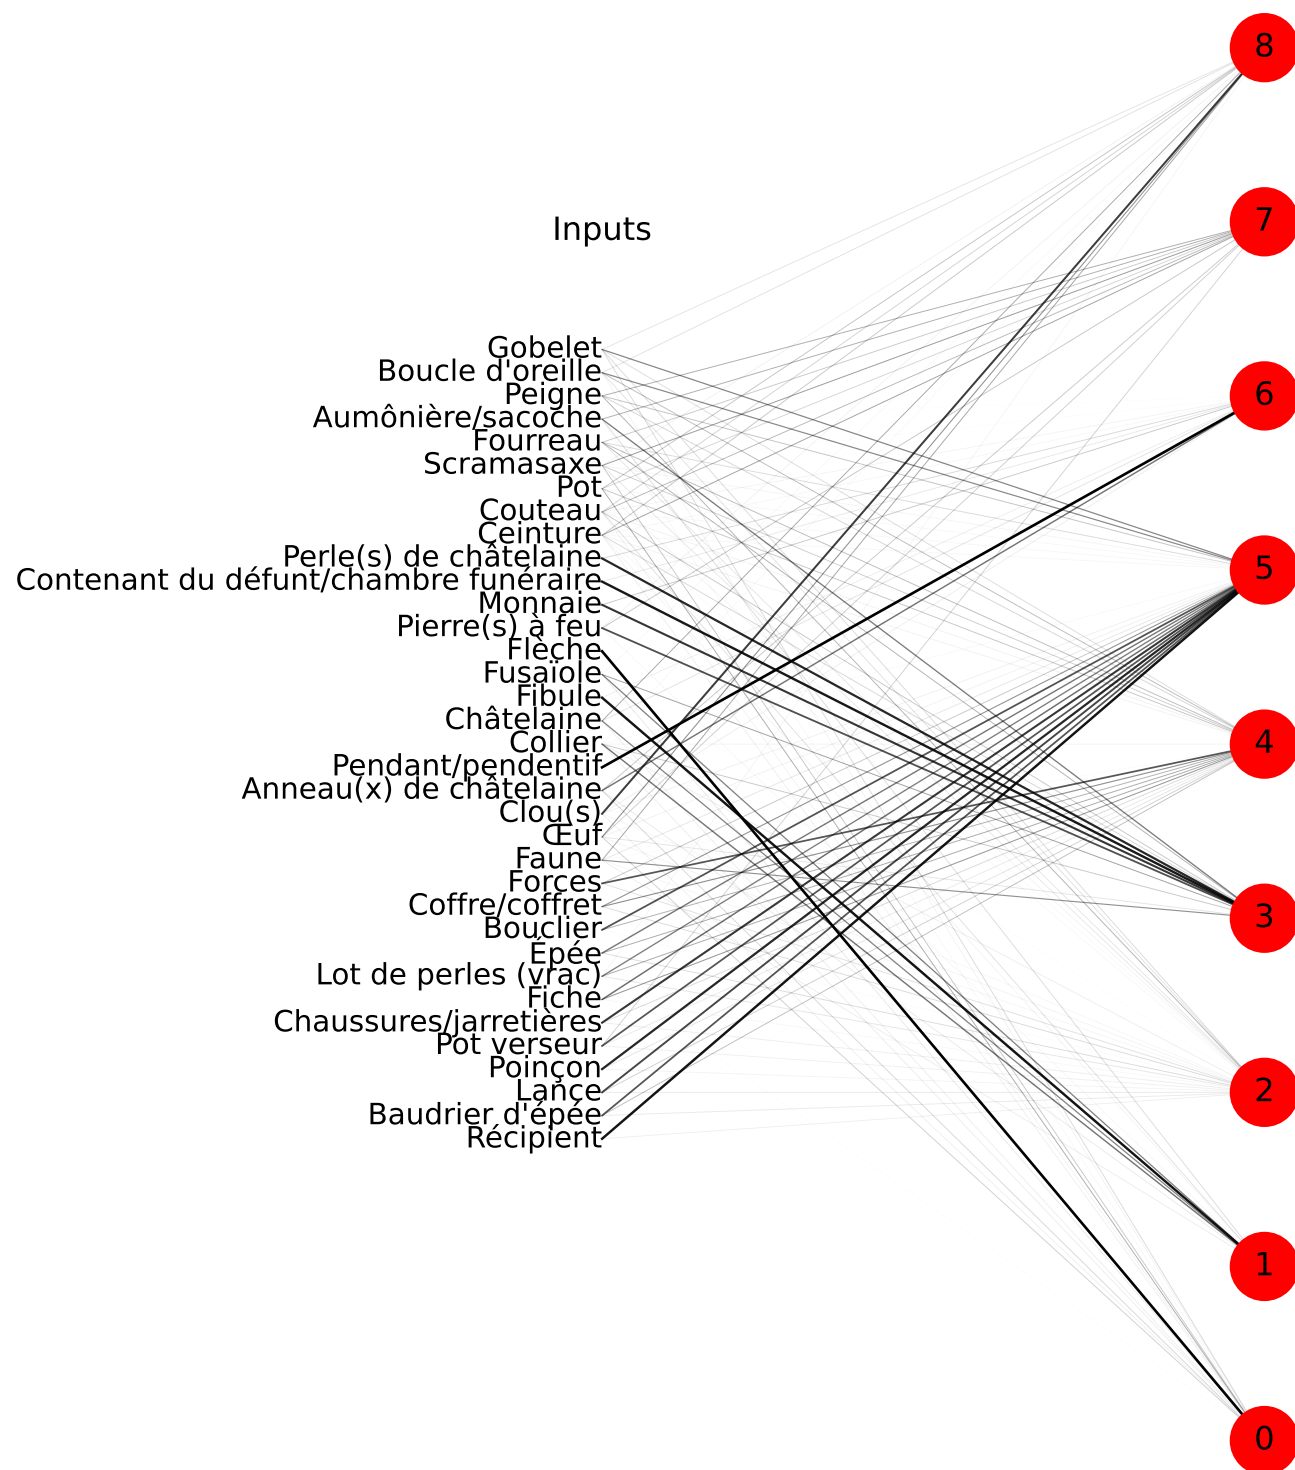 8
7
Inputs
Gobelet
Boucle d'oreille
Peigne
6
Aumônière/sacoche
Fourreau
Scramasaxe
Pot
Couteau
Ceinture
Perle(s) de châtelaine
5
Contenant du défunt/chambre funéraire
Monnaie
Pierre(s) à feu
Flèche
Fusaïole
Fibule
Châtelaine
Collier
4
Pendant/pendentif
Anneau(x) de châtelaine
Clou(s)
Œuf
Faune
Forces
Coffre/coffret
3
Bouclier
Épée
Lot de perles (vrac)
Fiche
Chaussures/jarretières
Pot verseur
Poinçon
Lance
2
Baudrier d'épée
Récipient
1
0